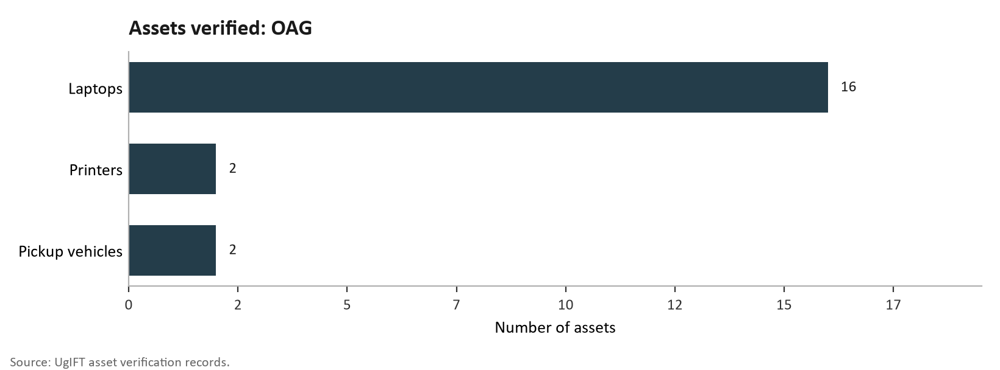 Assets verified: OAG
Laptops
16
Printers
2
Pickup vehicles
2
0 2 5 7 10 12 15 17
Number of assets
Source: UgIFT asset verification records.